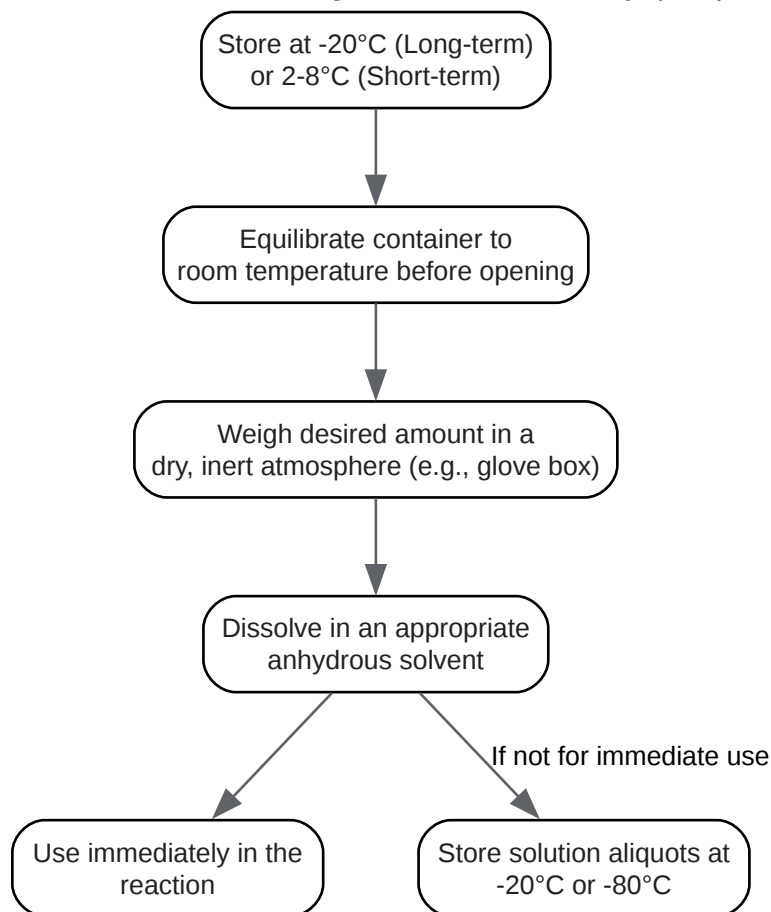 Store at -20°C (Long-term)
or 2-8°C (Short-term)
Equilibrate container to
room temperature before opening
Weigh desired amount in a
dry, inert atmosphere (e.g., glove box)
Dissolve in an appropriate
anhydrous solvent
If not for immediate use
Use immediately in the
reaction
Store solution aliquots at
-20°C or -80°C